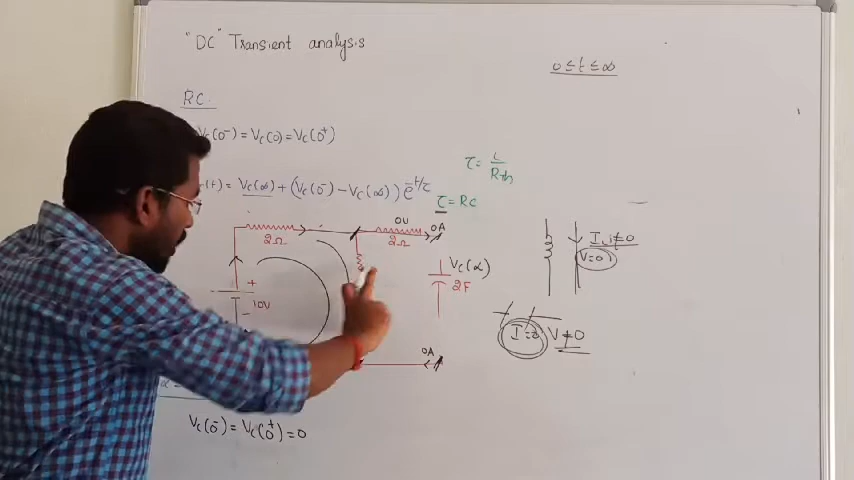 "DC" Transient analysis
0 ≤ t ≤ ∞
RC:
Vc(0⁻) = Vc(0) = Vc(0⁺)
(t) = Vc(∞) + (Vc(0⁻) - Vc(∞)) e^-t/τ
τ = L/Rth
τ = RC
2Ω
0V
2Ω
0A
+
10V
-
Vc(∝)
2F
I, i≠0
V=0
I=0 V≠0
0A
Vc(0⁻) = Vc(0⁺) = 0